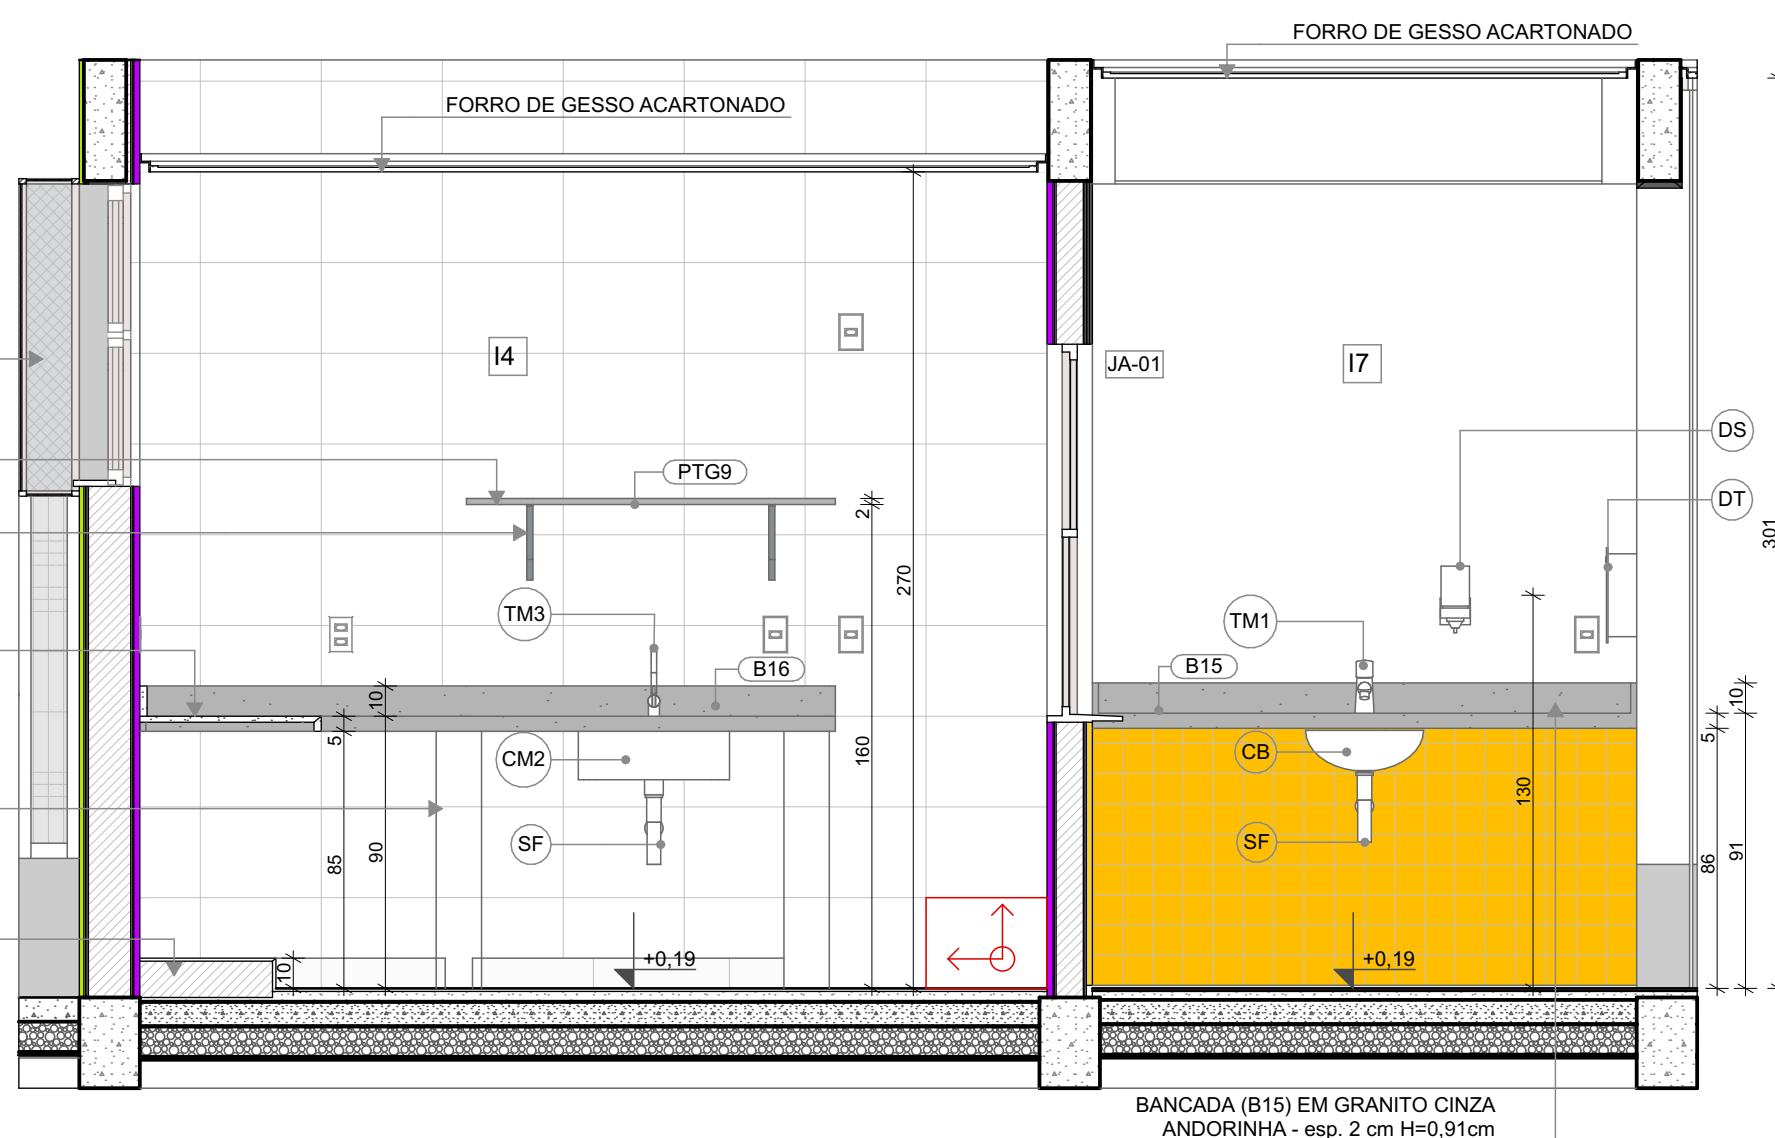 FORRO DE GESSO ACARTONADO
FORRO DE GESSO ACARTONADO
I4
JA-01
I7
DS
PTG9
DT
2
301
270
TM3
TM1
B16
B15
10
10
5
5
160
CM2
CB
130
SF
SF
85
90
86
91
10
+0,19
+0,19
BANCADA (B15) EM GRANITO CINZA
ANDORINHA - esp. 2 cm H=0,91cm